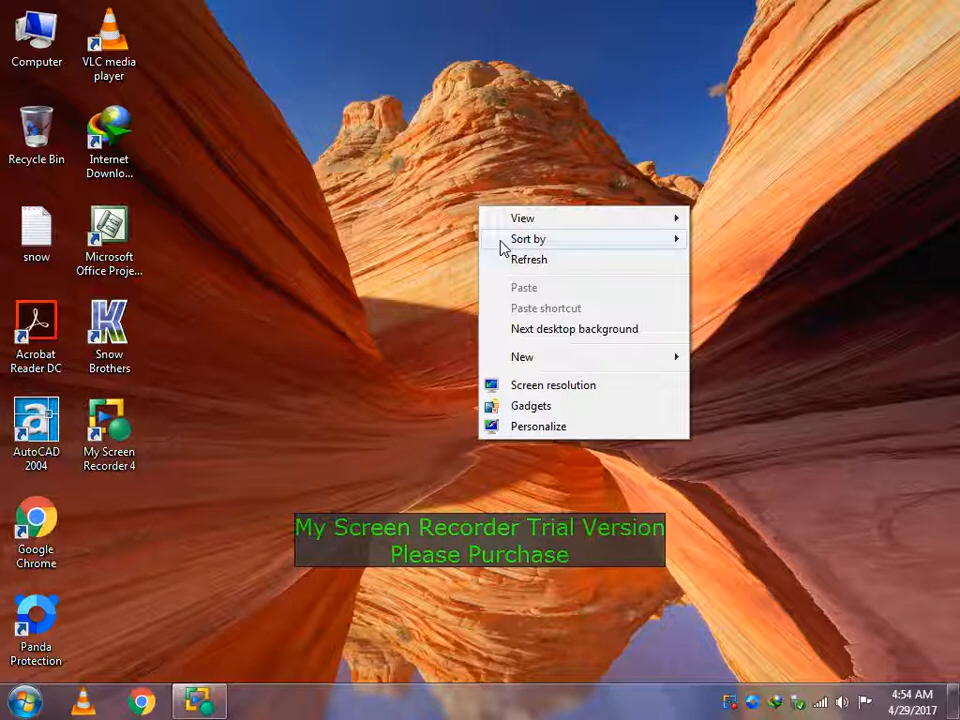 Computer
VLC media
player
Recycle Bin
Internet
Downlo...
snow
Microsoft
Office Proje...
Acrobat
Reader DC
Snow
Brothers
AutoCAD
2004
My Screen
Recorder 4
Google
Chrome
Panda
Protection
View
Sort by
Refresh
Paste
Paste shortcut
Next desktop background
New
Screen resolution
Gadgets
Personalize
My Screen Recorder Trial Version
Please Purchase
4:54 AM
4/29/2017